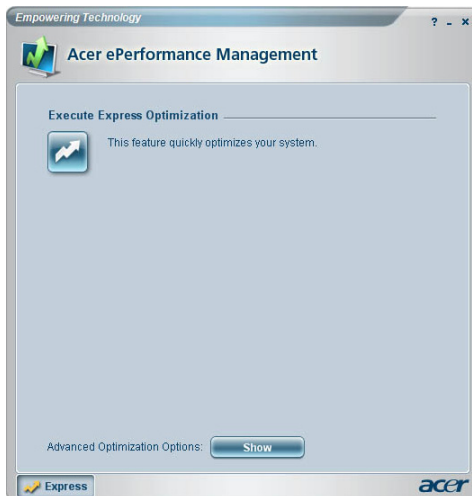 Empowering Technology
? - x
Acer ePerformance Management
Execute Express Optimization
This feature quickly optimizes your system.
Advanced Optimization Options: Show
Express
acer